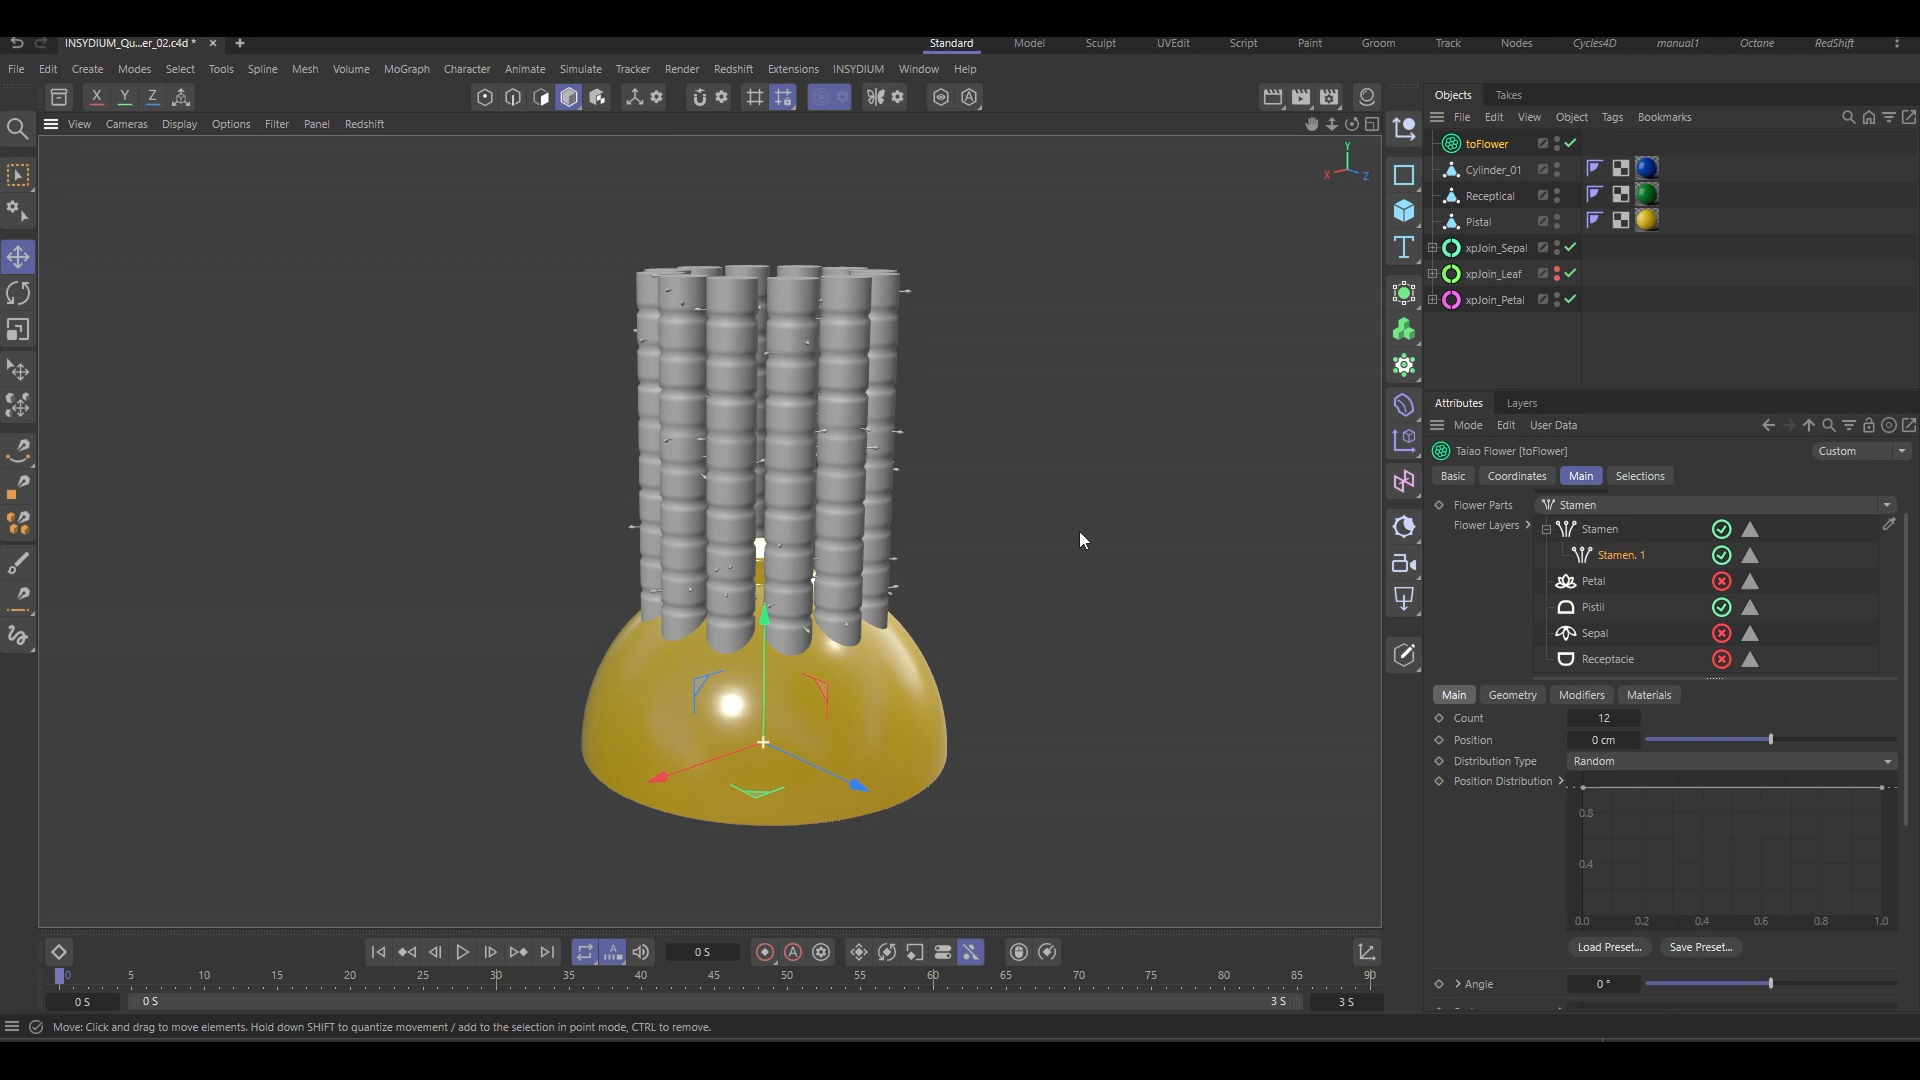 INSYDIUM_Qu...er_02.c4d *
Standard Model Sculpt UVEdit Script Paint Groom Track Nodes Cycles4D manual1 Octane RedShift
File Edit Create Modes Select Tools Spline Mesh Volume MoGraph Character Animate Simulate Tracker Render Redshift Extensions INSYDIUM Window Help
X Y Z
View Cameras Display Options Filter Panel Redshift
Y
X Z
Objects Takes
File Edit View Object Tags Bookmarks
toFlower
Cylinder_01
Receptical
Pistal
xpJoin_Sepal
xpJoin_Leaf
xpJoin_Petal
Attributes Layers
Mode Edit User Data
Taiao Flower [toFlower] Custom
Basic Coordinates Main Selections
Flower Parts Stamen
Flower Layers > Stamen
Stamen. 1
Petal
Pistil
Sepal
Receptacle
Main Geometry Modifiers Materials
Count 12
Position 0 cm
Distribution Type Random
Position Distribution >
0.8
0.4
0.0 0.2 0.4 0.6 0.8 1.0
Load Preset... Save Preset...
> Angle 0 °
0 S
0 5 10 15 20 25 30 35 40 45 50 55 60 65 70 75 80 85 90
0 S 0 S 3 S 3 S
Move: Click and drag to move elements. Hold down SHIFT to quantize movement / add to the selection in point mode, CTRL to remove.